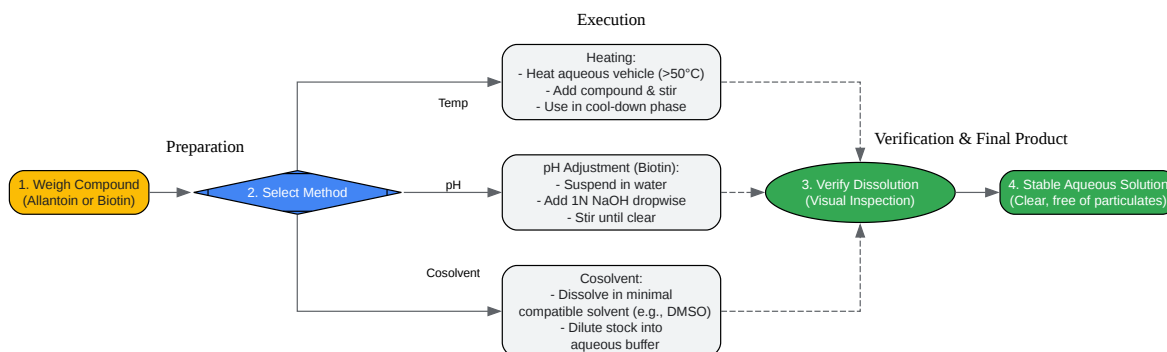 Execution
Heating:
- Heat aqueous vehicle (>50°C)
- Add compound & stir
- Use in cool-down phase
Temp
Preparation
Verification & Final Product
1. Weigh Compound
(Allantoin or Biotin)
2. Select Method
pH
pH Adjustment (Biotin):
- Suspend in water
- Add 1N NaOH dropwise
- Stir until clear
3. Verify Dissolution
(Visual Inspection)
4. Stable Aqueous Solution
(Clear, free of particulates)
Cosolvent
Cosolvent:
- Dissolve in minimal
compatible solvent (e.g., DMSO)
- Dilute stock into
aqueous buffer